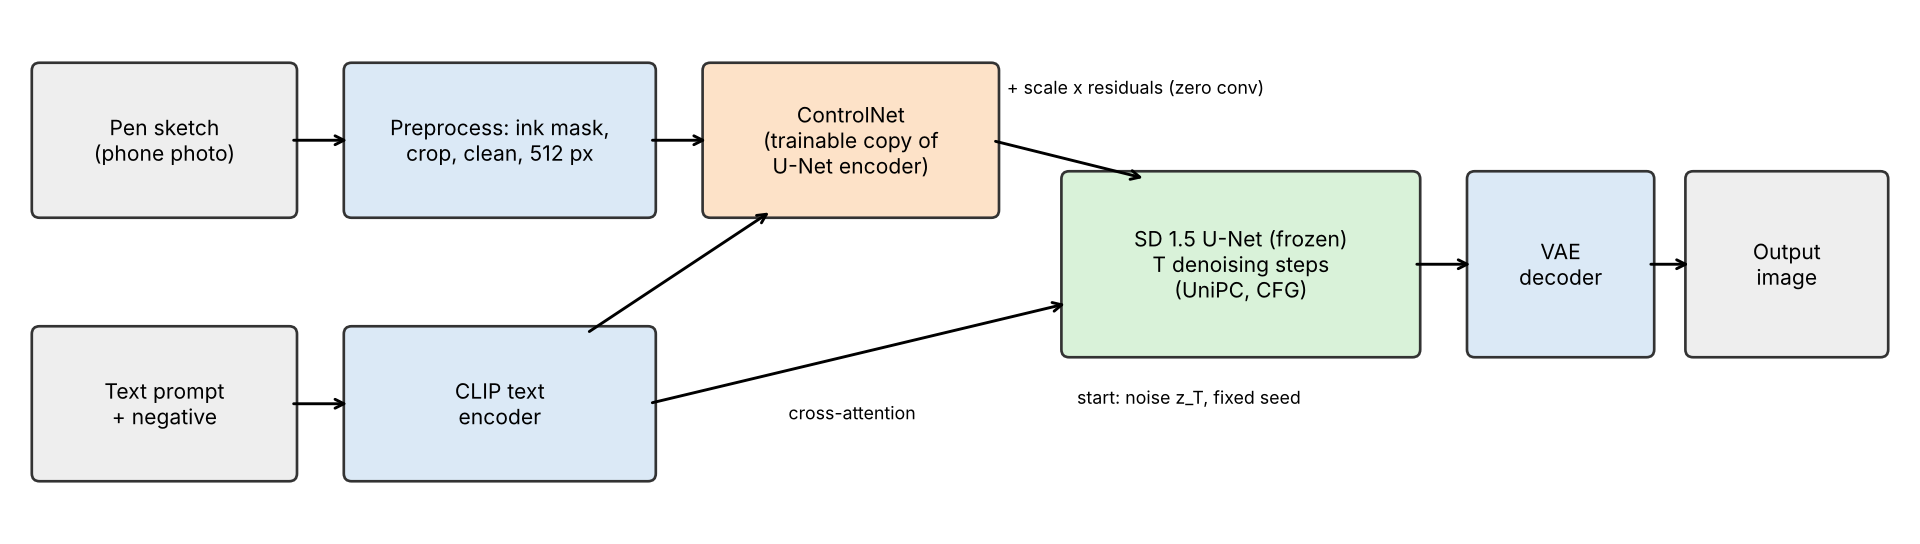 Pen sketch
(phone photo)
Preprocess: ink mask,
crop, clean, 512 px
ControlNet
(trainable copy of
U-Net encoder)
+ scale x residuals (zero conv)
SD 1.5 U-Net (frozen)
T denoising steps
(UniPC, CFG)
VAE
decoder
Output
image
Text prompt
+ negative
CLIP text
encoder
cross-attention
start: noise z_T, fixed seed